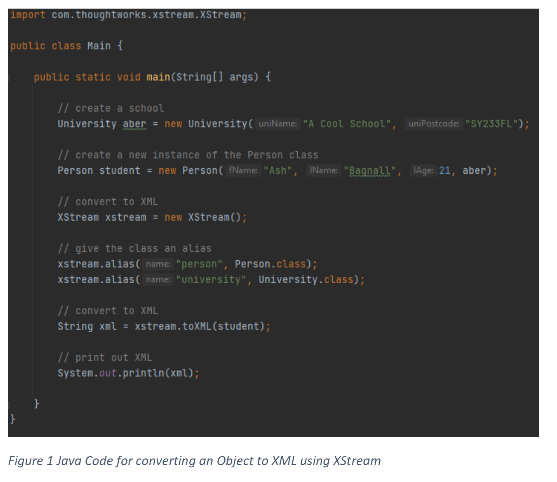 import com.thoughtworks.xstream.XStream;
public class Main {
public static void main(String[] args) {
// create a school
University aber = new University( uniName: "A Cool School", uniPostcode: "SY233FL");
// create a new instance of the Person class
Person student = new Person( fName: "Ash", lName: "Bagnall", lAge: 21, aber);
// convert to XML
XStream xstream = new XStream();
// give the class an alias
xstream.alias( name: "person", Person.class);
xstream.alias( name: "university", University.class);
// convert to XML
String xml = xstream.toXML(student);
// print out XML
System.out.println(xml);
}
}
Figure 1 Java Code for converting an Object to XML using XStream